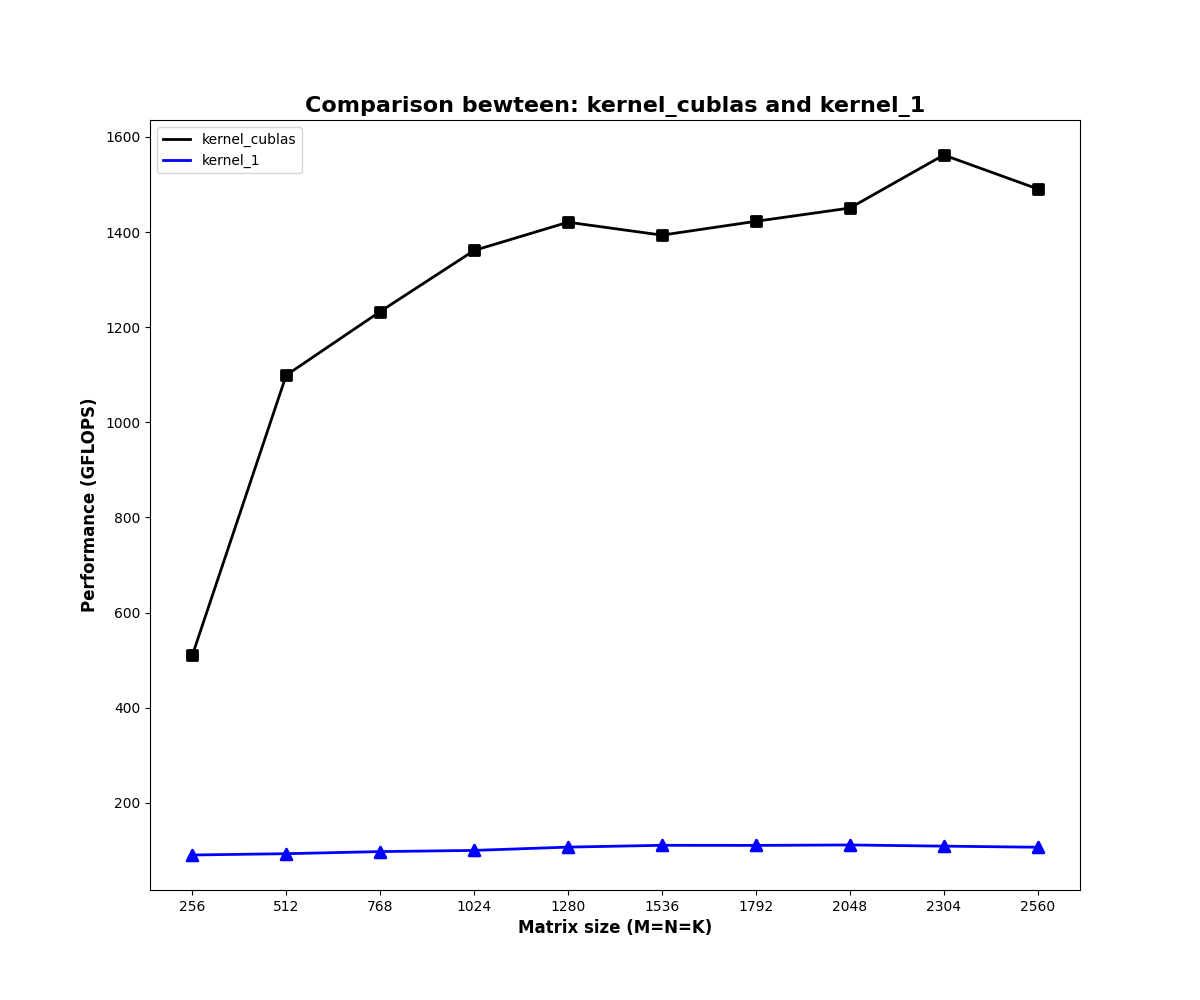 Comparison bewteen: kernel_cublas and kernel_1
kernel_cublas
kernel_1
1600
1400
1200
1000
800
600
400
200
Performance (GFLOPS)
256 512 768 1024 1280 1536 1792 2048 2304 2560
Matrix size (M=N=K)